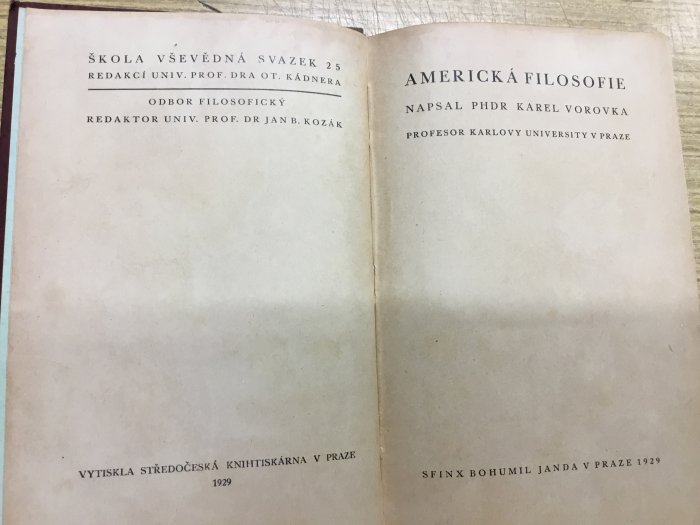 ŠKOLA VŠEVĚDNÁ SVAZEK 25
REDAKCÍ UNIV. PROF. DRA OT. KÁDNERA
ODBOR FILOSOFICKÝ
REDAKTOR UNIV. PROF. DR JAN B. KOZÁK
VYTISKLA STŘEDOČESKÁ KNIHTISKÁRNA V PRAZE
1929
AMERICKÁ FILOSOFIE
NAPSAL PHDR KAREL VOROVKA
PROFESOR KARLOVY UNIVERSITY V PRAZE
SFINX BOHUMIL JANDA V PRAZE 1929